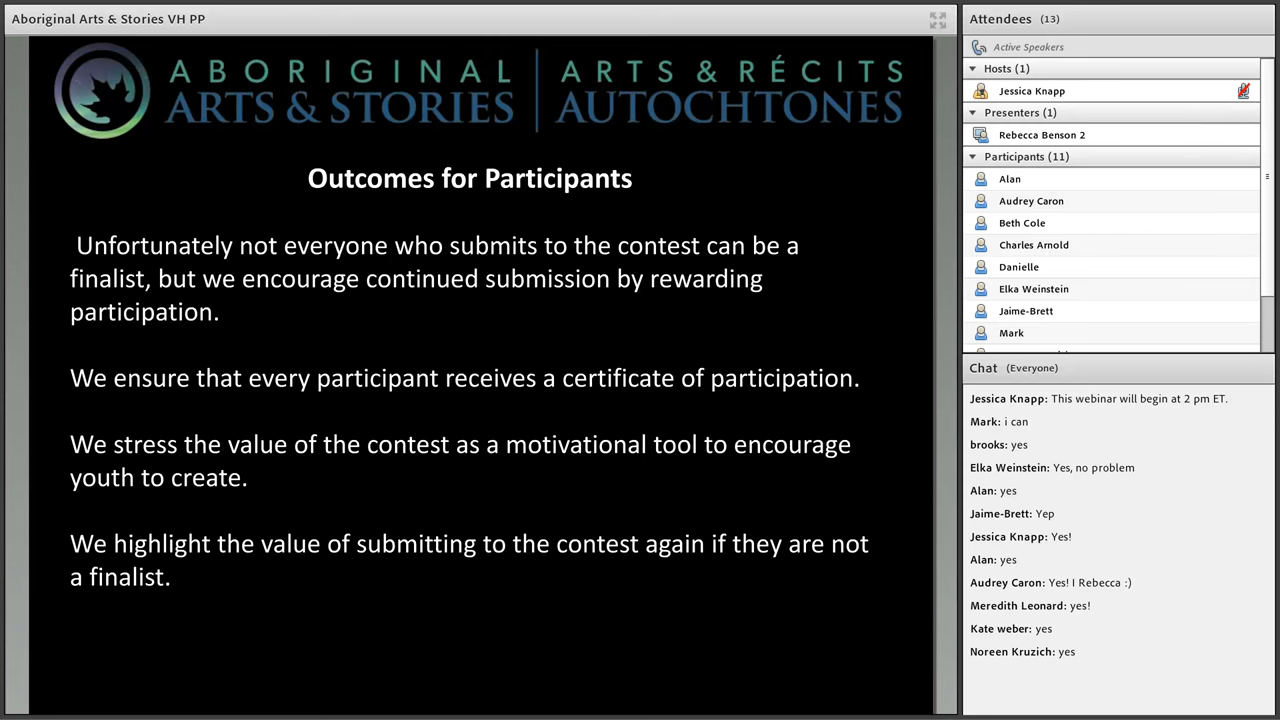 Aboriginal Arts & Stories VH PP
ABORIGINAL
ARTS & STORIES
ARTS & RÉCITS
AUTOCHTONES
Outcomes for Participants
Unfortunately not everyone who submits to the contest can be a
finalist, but we encourage continued submission by rewarding
participation.
We ensure that every participant receives a certificate of participation.
We stress the value of the contest as a motivational tool to encourage
youth to create.
We highlight the value of submitting to the contest again if they are not
a finalist.
Attendees (13)
Active Speakers
Hosts (1)
Jessica Knapp
Presenters (1)
Rebecca Benson 2
Participants (11)
Alan
Audrey Caron
Beth Cole
Charles Arnold
Danielle
Elka Weinstein
Jaime-Brett
Mark
Chat (Everyone)
Jessica Knapp: This webinar will begin at 2 pm ET.
Mark: i can
brooks: yes
Elka Weinstein: Yes, no problem
Alan: yes
Jaime-Brett: Yep
Jessica Knapp: Yes!
Alan: yes
Audrey Caron: Yes! I Rebecca :)
Meredith Leonard: yes!
Kate weber: yes
Noreen Kruzich: yes